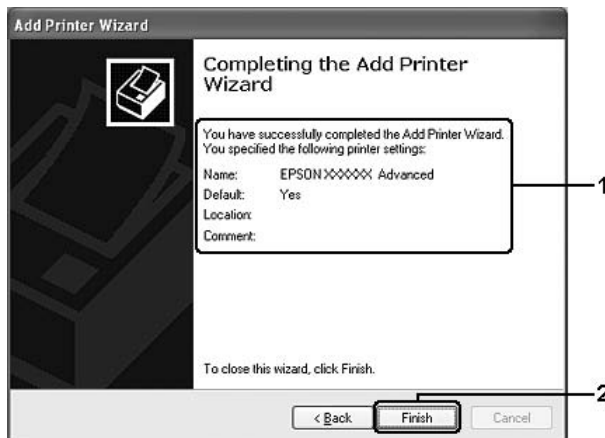 Add Printer Wizard
Completing the Add Printer
Wizard
You have successfully completed the Add Printer Wizard.
You specified the following printer settings:
Name: EPSON XXXXXX Advanced
Default: Yes
Location:
Comment:
1
To close this wizard, click Finish.
2
< Back Finish Cancel